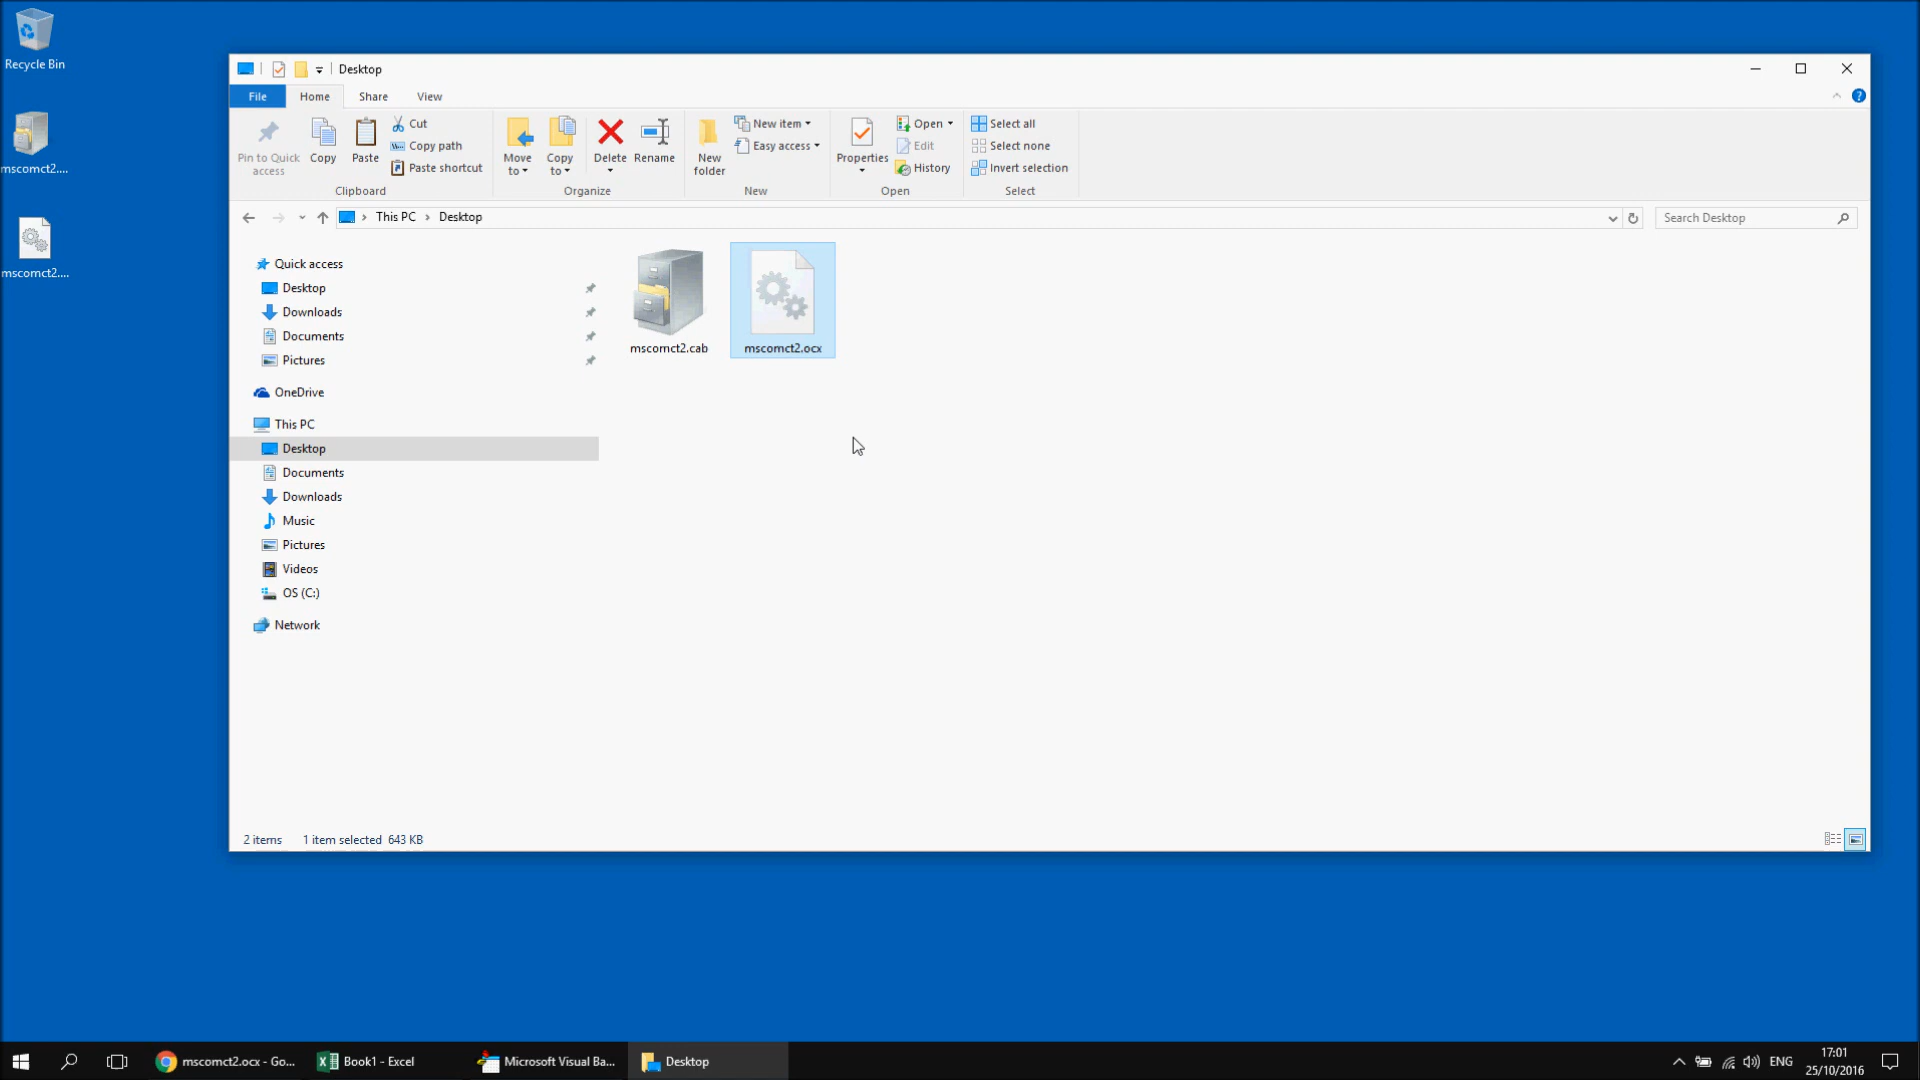 Recycle Bin
mscomct2....
mscomct2....
Desktop
File
Home
Share
View
Pin to Quick
access
Copy
Paste
Cut
Copy path
Paste shortcut
Clipboard
Move
to
Copy
to
Delete
Rename
Organize
New
folder
New item
Easy access
New
Properties
Open
Edit
History
Open
Select all
Select none
Invert selection
Select
This PC
Desktop
Search Desktop
Quick access
Desktop
Downloads
Documents
Pictures
OneDrive
This PC
Desktop
Documents
Downloads
Music
Pictures
Videos
OS (C:)
Network
mscomct2.cab
mscomct2.ocx
2 items
1 item selected 643 KB
mscomct2.ocx - Go...
Book1 - Excel
Microsoft Visual Ba...
Desktop
ENG
17:01
25/10/2016